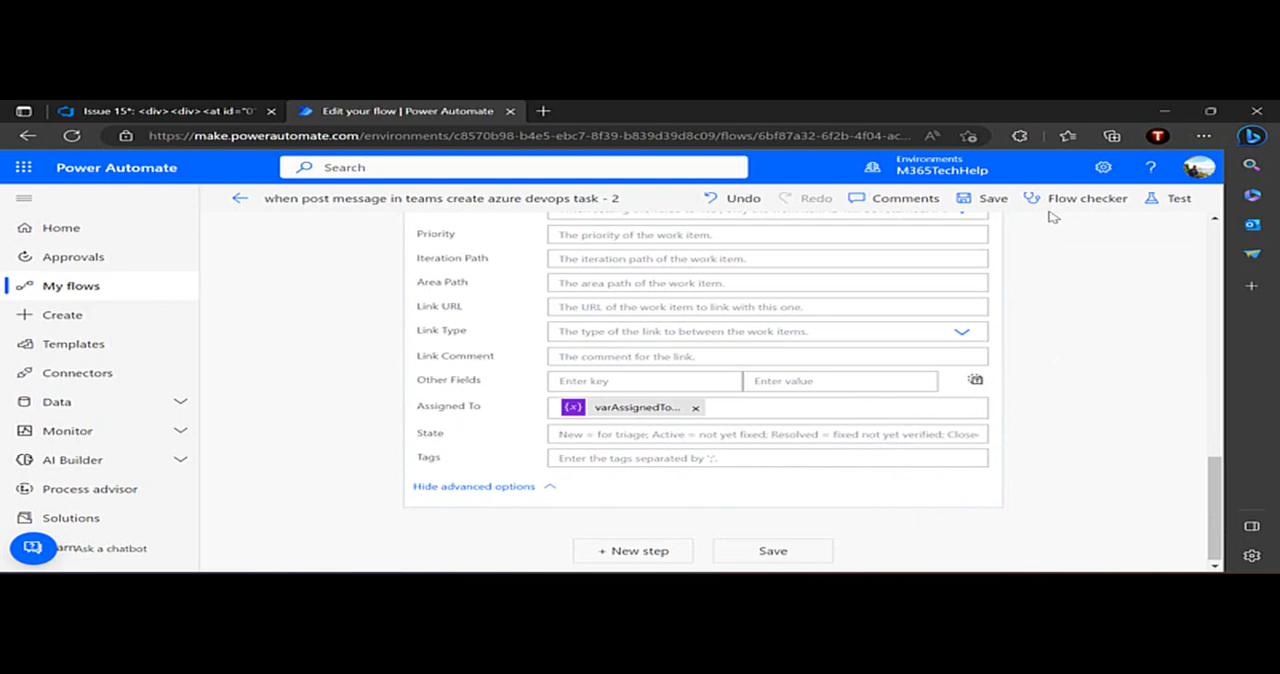 Issue 15*: <div><div><at id="0"
Edit your flow | Power Automate
https://make.powerautomate.com/environments/c8570b98-b4e5-ebc7-8f39-b839d39d8c09/flows/6bf87a32-6f2b-4f04-ac...
Power Automate
Search
Environments
M365TechHelp
when post message in teams create azure devops task - 2
Undo
Redo
Comments
Save
Flow checker
Test
Home
Approvals
My flows
Create
Templates
Connectors
Data
Monitor
AI Builder
Process advisor
Solutions
Ask a chatbot
Priority
The priority of the work item.
Iteration Path
The iteration path of the work item.
Area Path
The area path of the work item.
Link URL
The URL of the work item to link with this one.
Link Type
The type of the link to between the work items.
Link Comment
The comment for the link.
Other Fields
Enter key
Enter value
Assigned To
varAssignedTo...
State
New = for triage; Active = not yet fixed; Resolved = fixed not yet verified; Close
Tags
Enter the tags separated by ';'.
Hide advanced options
+ New step
Save